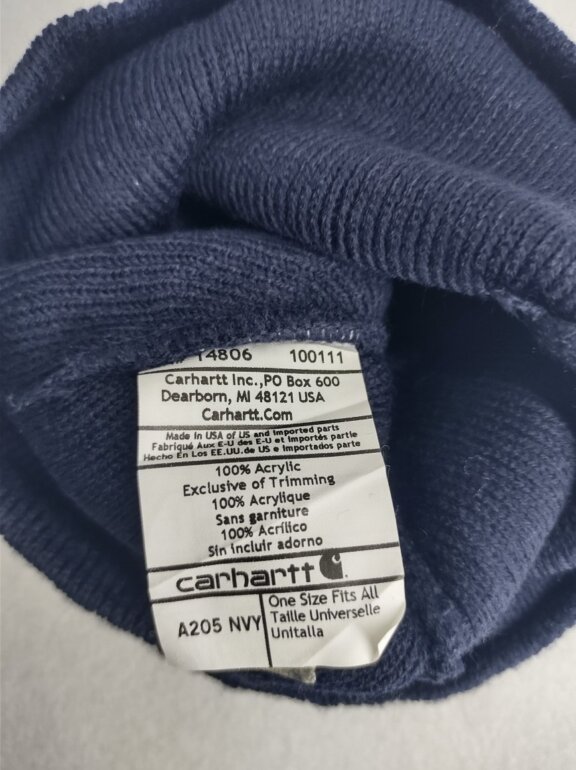 14806 100111
Carhartt Inc.,PO Box 600
Dearborn, MI 48121 USA
Carhartt.Com
Made in USA of US and Imported parts
Fabriqué Aux E-U des E-U et Importés partie
Hecho En Los EE.UU.de US e Importados parte
100% Acrylic
Exclusive of Trimming
100% Acrylique
Sans garniture
100% Acrílico
Sin incluir adorno
carhartt
A205 NVY
One Size Fits All
Taille Universelle
Unitalla